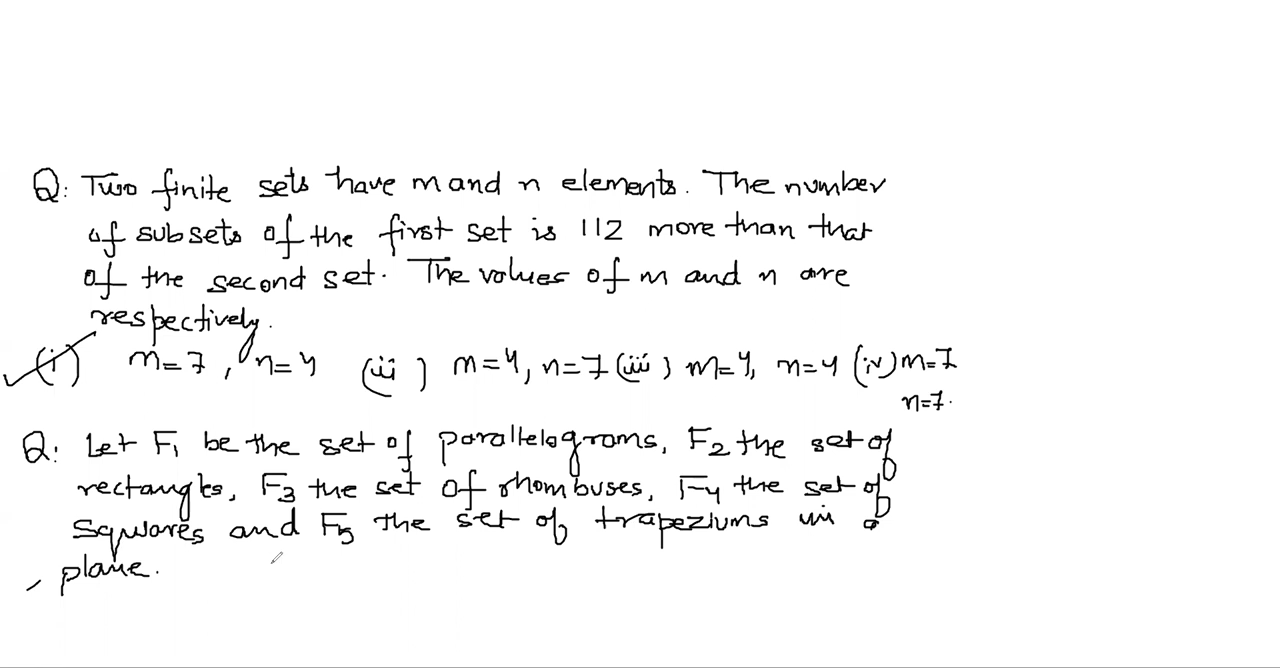 Q: Two finite sets have m and n elements. The number
of subsets of the first set is 112 more than that
of the second set. The values of m and n are
respectively.
(i) m=7, n=4 (ii) m=4, n=7 (iii) m=4, n=4 (iv) m=7
n=7.
Q: Let F1 be the set of parallelograms, F2 the set of
rectangles, F3 the set of rhombuses, F4 the set of
squares and F5 the set of trapeziums in a
plane.